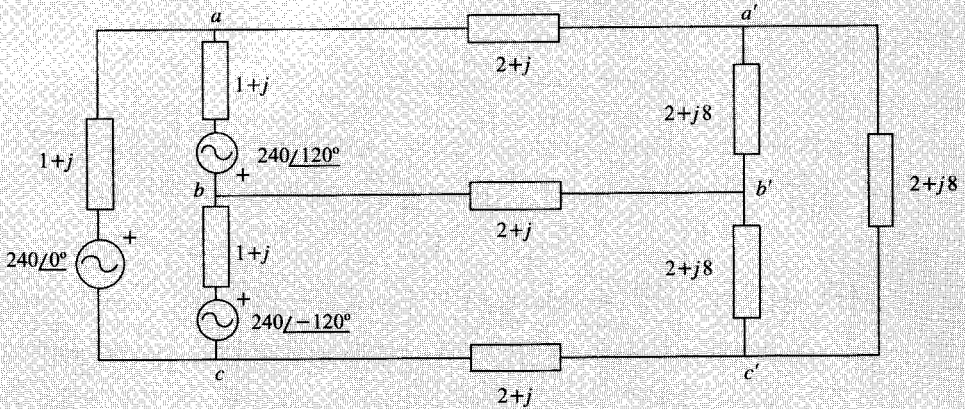 a
a'
2+j
1+j
2+j8
1+j
240/120°
+
b
b'
2+j
2+j8
1+j
+
240/0°
2+j8
+
240/−120°
c
c'
2+j